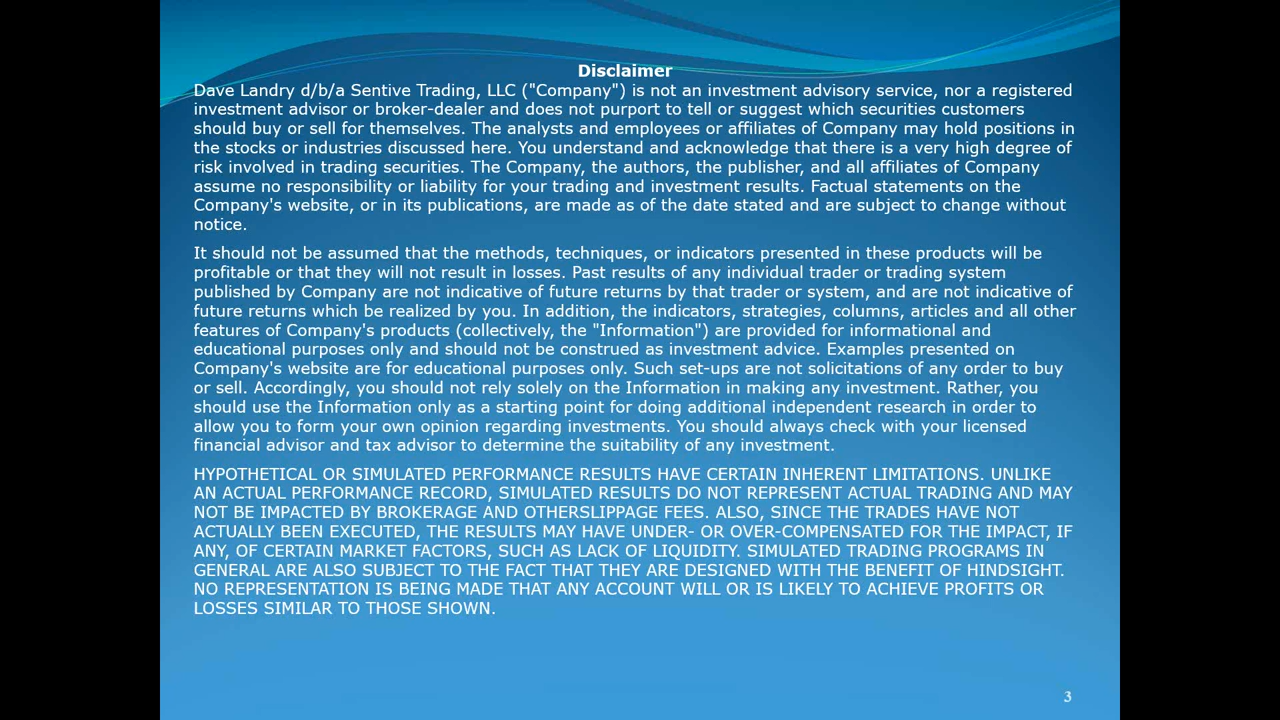 Disclaimer
Dave Landry d/b/a Sentive Trading, LLC ("Company") is not an investment advisory service, nor a registered
investment advisor or broker-dealer and does not purport to tell or suggest which securities customers
should buy or sell for themselves. The analysts and employees or affiliates of Company may hold positions in
the stocks or industries discussed here. You understand and acknowledge that there is a very high degree of
risk involved in trading securities. The Company, the authors, the publisher, and all affiliates of Company
assume no responsibility or liability for your trading and investment results. Factual statements on the
Company's website, or in its publications, are made as of the date stated and are subject to change without
notice.
It should not be assumed that the methods, techniques, or indicators presented in these products will be
profitable or that they will not result in losses. Past results of any individual trader or trading system
published by Company are not indicative of future returns by that trader or system, and are not indicative of
future returns which be realized by you. In addition, the indicators, strategies, columns, articles and all other
features of Company's products (collectively, the "Information") are provided for informational and
educational purposes only and should not be construed as investment advice. Examples presented on
Company's website are for educational purposes only. Such set-ups are not solicitations of any order to buy
or sell. Accordingly, you should not rely solely on the Information in making any investment. Rather, you
should use the Information only as a starting point for doing additional independent research in order to
allow you to form your own opinion regarding investments. You should always check with your licensed
financial advisor and tax advisor to determine the suitability of any investment.
HYPOTHETICAL OR SIMULATED PERFORMANCE RESULTS HAVE CERTAIN INHERENT LIMITATIONS. UNLIKE
AN ACTUAL PERFORMANCE RECORD, SIMULATED RESULTS DO NOT REPRESENT ACTUAL TRADING AND MAY
NOT BE IMPACTED BY BROKERAGE AND OTHERSLIPPAGE FEES. ALSO, SINCE THE TRADES HAVE NOT
ACTUALLY BEEN EXECUTED, THE RESULTS MAY HAVE UNDER- OR OVER-COMPENSATED FOR THE IMPACT, IF
ANY, OF CERTAIN MARKET FACTORS, SUCH AS LACK OF LIQUIDITY. SIMULATED TRADING PROGRAMS IN
GENERAL ARE ALSO SUBJECT TO THE FACT THAT THEY ARE DESIGNED WITH THE BENEFIT OF HINDSIGHT.
NO REPRESENTATION IS BEING MADE THAT ANY ACCOUNT WILL OR IS LIKELY TO ACHIEVE PROFITS OR
LOSSES SIMILAR TO THOSE SHOWN.
3